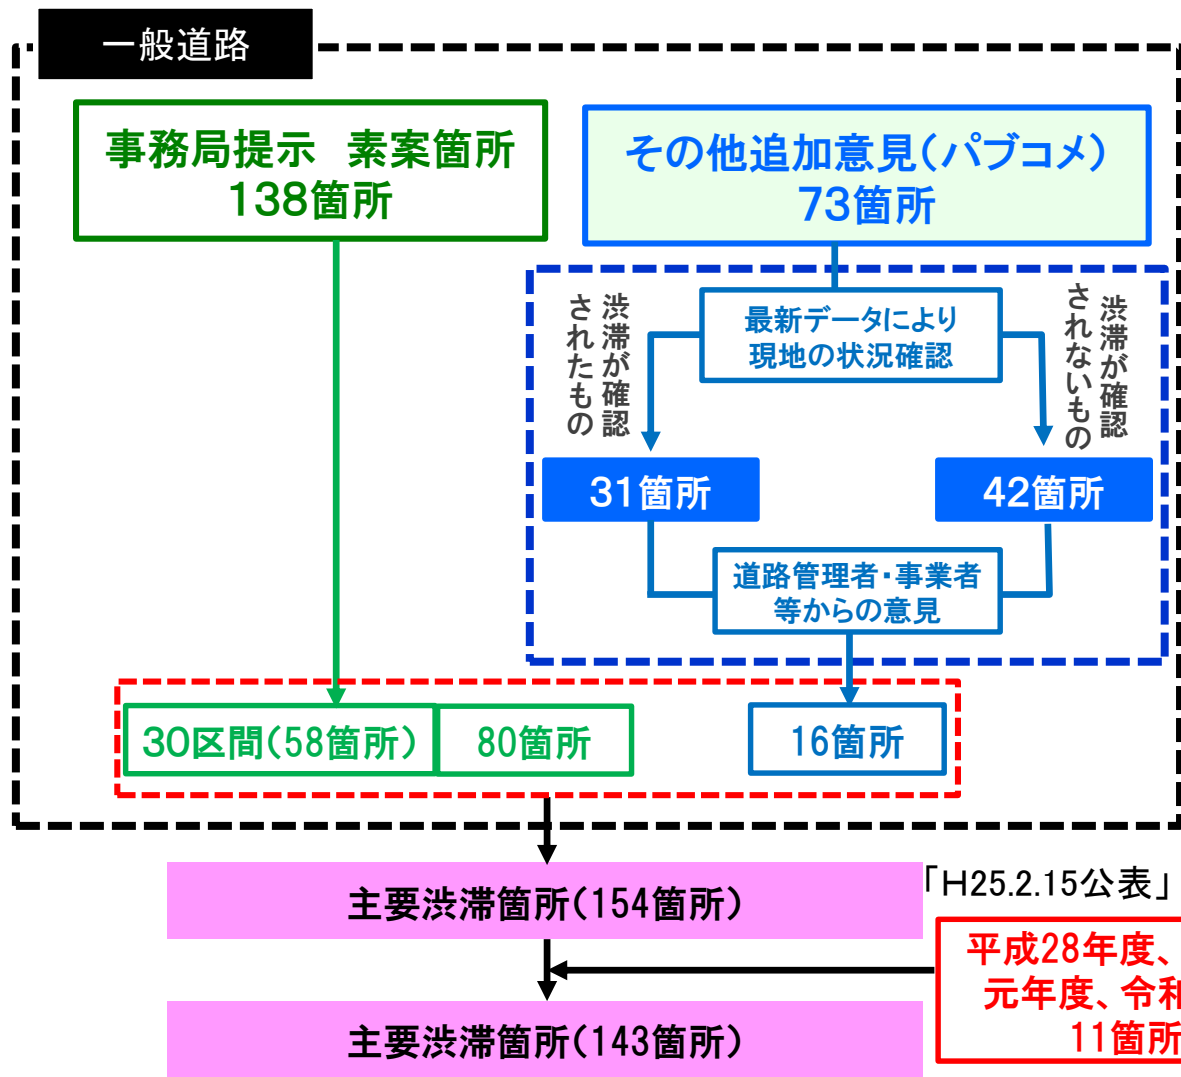 一般道路
事務局提示　素案箇所
138箇所
その他追加意見（パブコメ）
73箇所
最新データにより
現地の状況確認
渋滞が確認
されたもの
渋滞が確認
されないもの
31箇所
42箇所
道路管理者・事業者
等からの意見
30区間（58箇所）
80箇所
16箇所
主要渋滞箇所（154箇所）
「H25.2.15公表」
平成28年度、
元年度、令和
11箇所
主要渋滞箇所（143箇所）